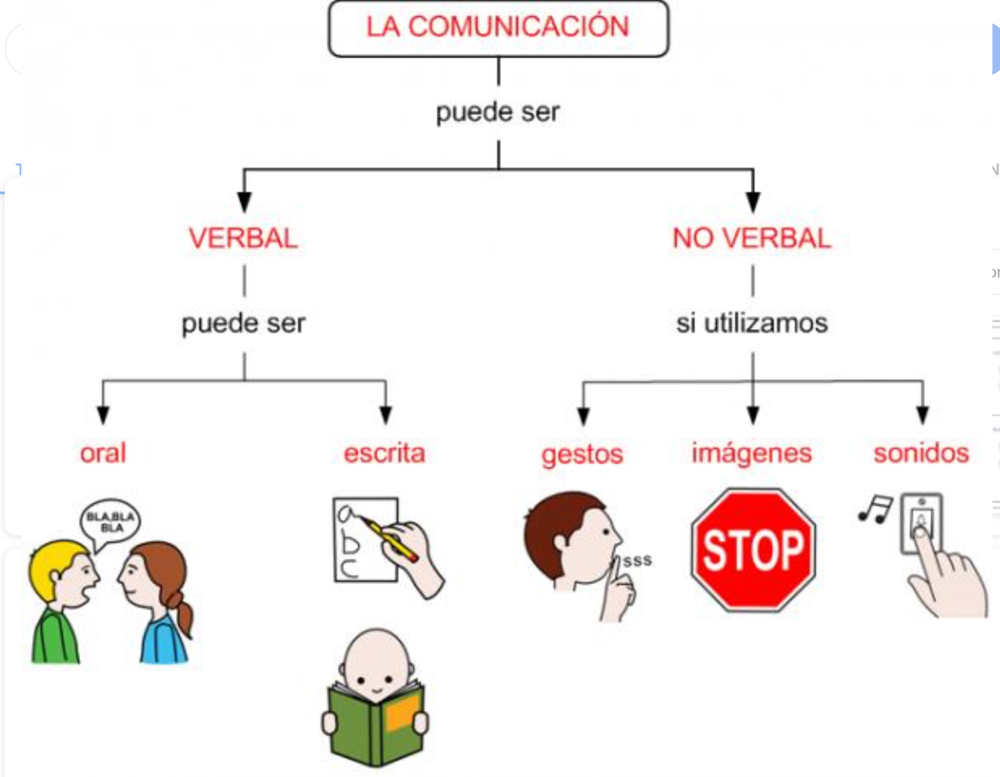 LA COMUNICACIÓN
puede ser
VERBAL
NO VERBAL
puede ser
si utilizamos
oral
escrita
gestos
imágenes
sonidos
BLA,BLA
BLA
a
b
c
sss
STOP